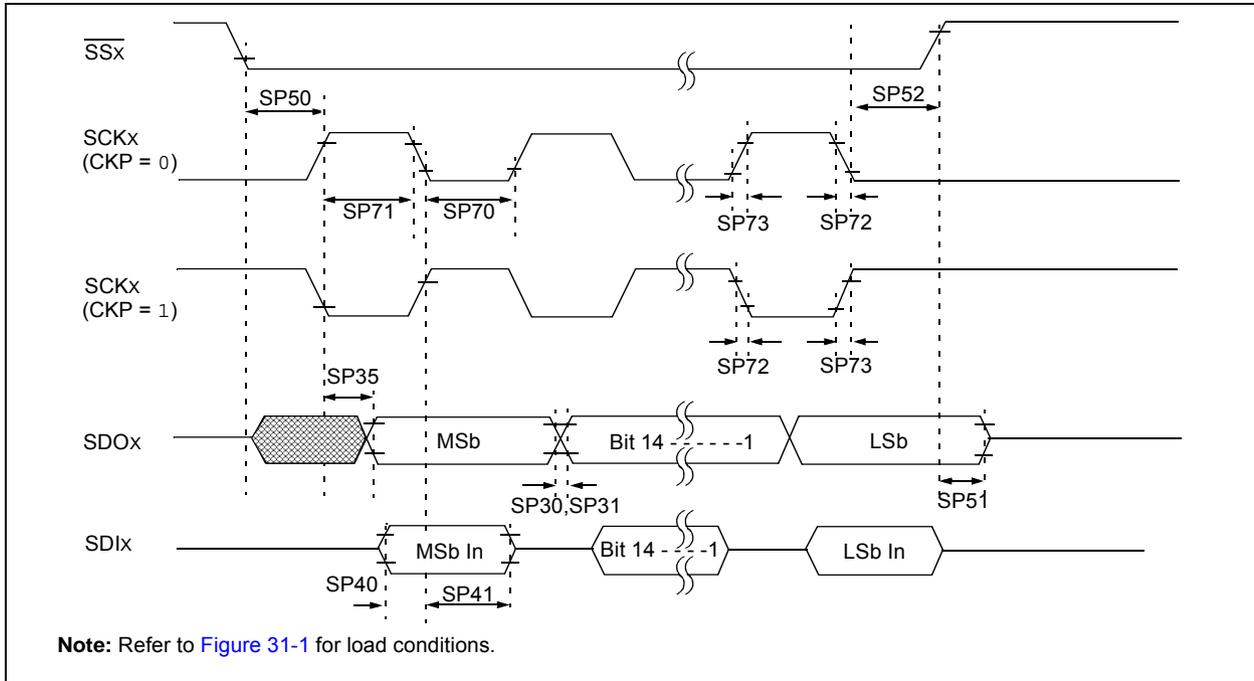 SSx
SP50
SP52
SCKx
(CKP = 0)
SP71
SP70
SP73
SP72
SCKx
(CKP = 1)
SP72
SP73
SP35
SDOx
MSb
Bit 14 - - - - - -1
LSb
SP30,SP31
SP51
SDIx
MSb In
Bit 14 - - - -1
LSb In
SP40
SP41
Note: Refer to Figure 31-1 for load conditions.